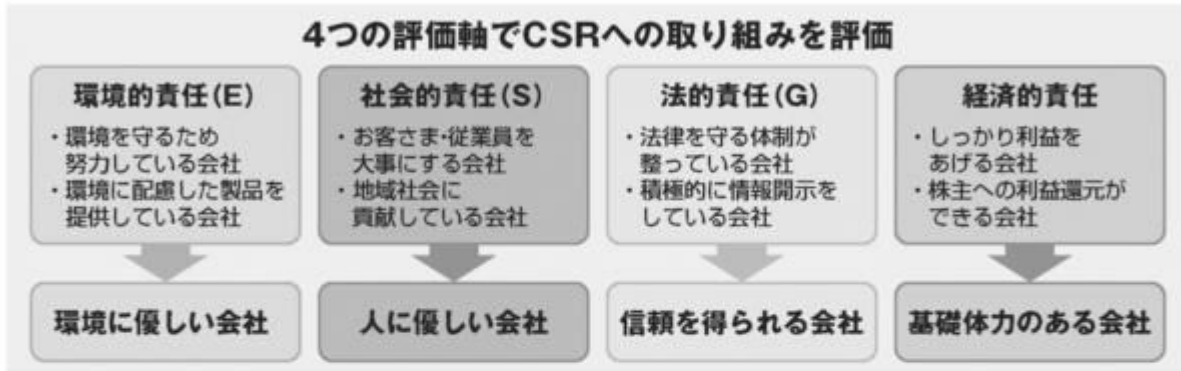 4つの評価軸でCSRへの取り組みを評価
環境的責任(E)
・環境を守るため
努力している会社
・環境に配慮した製品を
提供している会社
環境に優しい会社
社会的責任(S)
・お客さま・従業員を
大事にする会社
・地域社会に
貢献している会社
人に優しい会社
法的責任(G)
・法律を守る体制が
整っている会社
・積極的に情報開示を
している会社
信頼を得られる会社
経済的責任
・しっかり利益を
あげる会社
・株主への利益還元が
できる会社
基礎体力のある会社